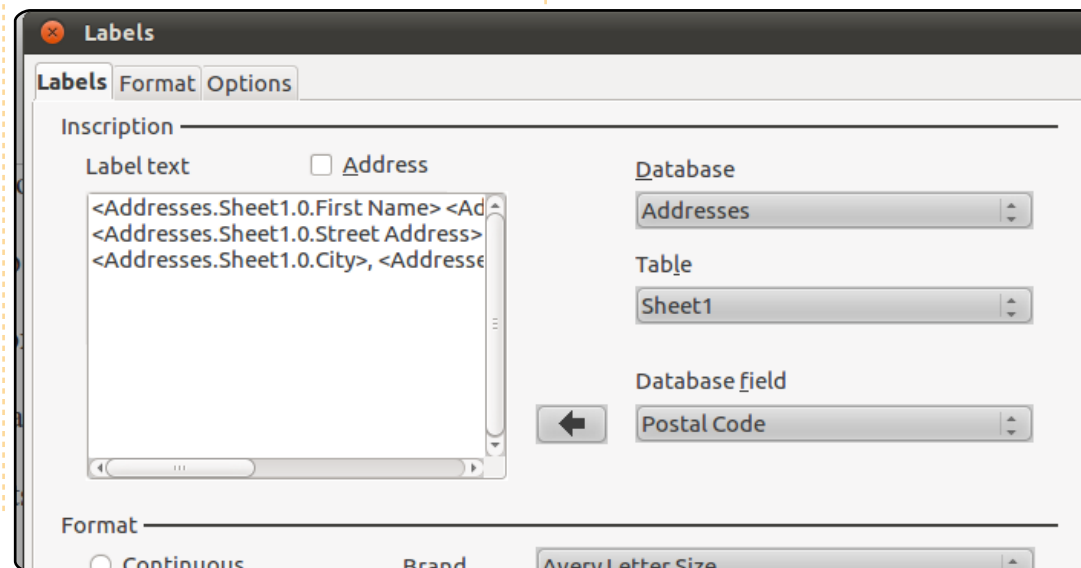 Labels
Labels Format Options
Inscription
Label text Address
<Addresses.Sheet1.0.First Name> <Ad
<Addresses.Sheet1.0.Street Address>
<Addresses.Sheet1.0.City>, <Addresse
Database
Addresses
Table
Sheet1
Database field
Postal Code
Format
Continuous Brand Avery Letter Size